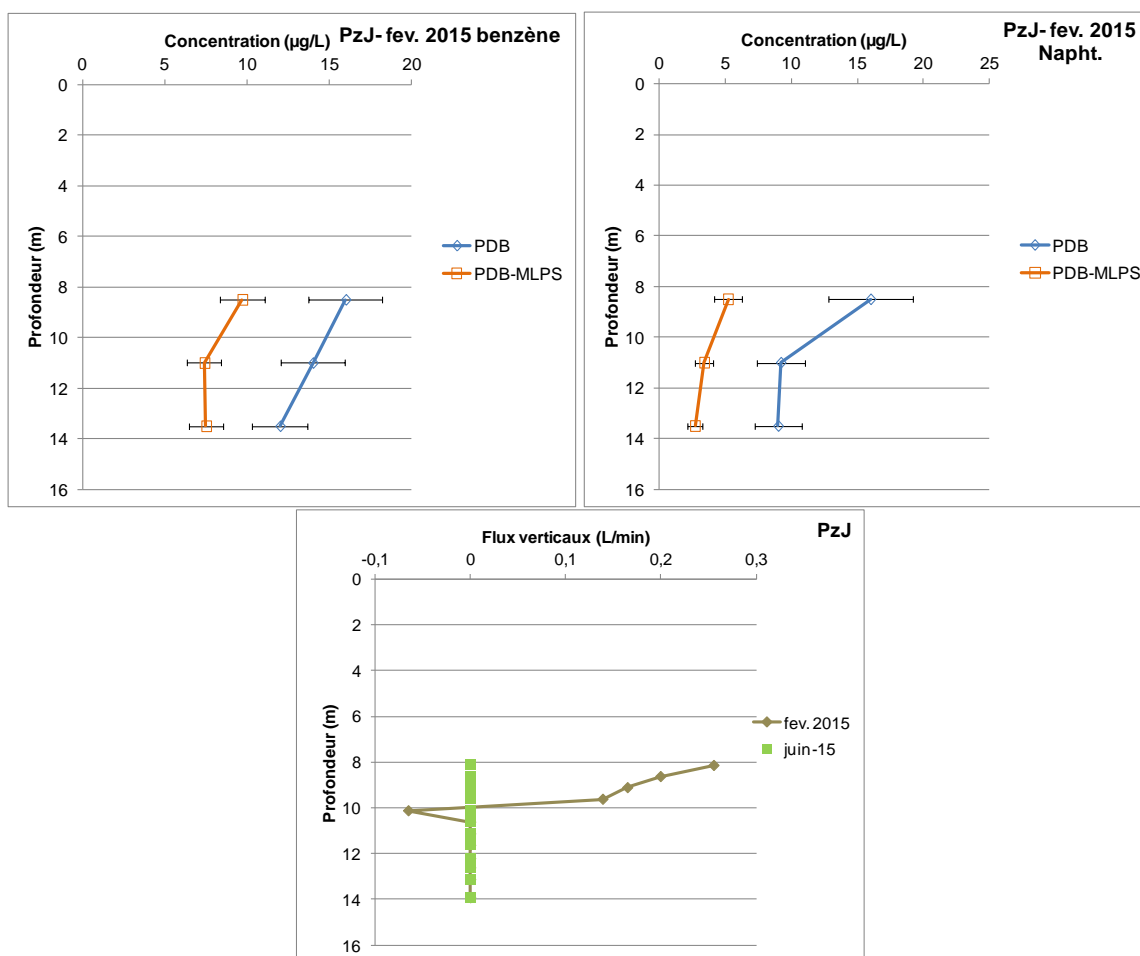 PzJ- fev. 2015 benzène
Concentration (µg/L)
0 5 10 15 20
0
2
4
6
8
10
12
14
16
Profondeur (m)
PDB
PDB-MLPS
PzJ- fev. 2015
Napht.
Concentration (µg/L)
0 5 10 15 20 25
0
2
4
6
8
10
12
14
16
Profondeur (m)
PDB
PDB-MLPS
PzJ
Flux verticaux (L/min)
-0,1 0 0,1 0,2 0,3
0
2
4
6
8
10
12
14
16
Profondeur (m)
fev. 2015
juin-15